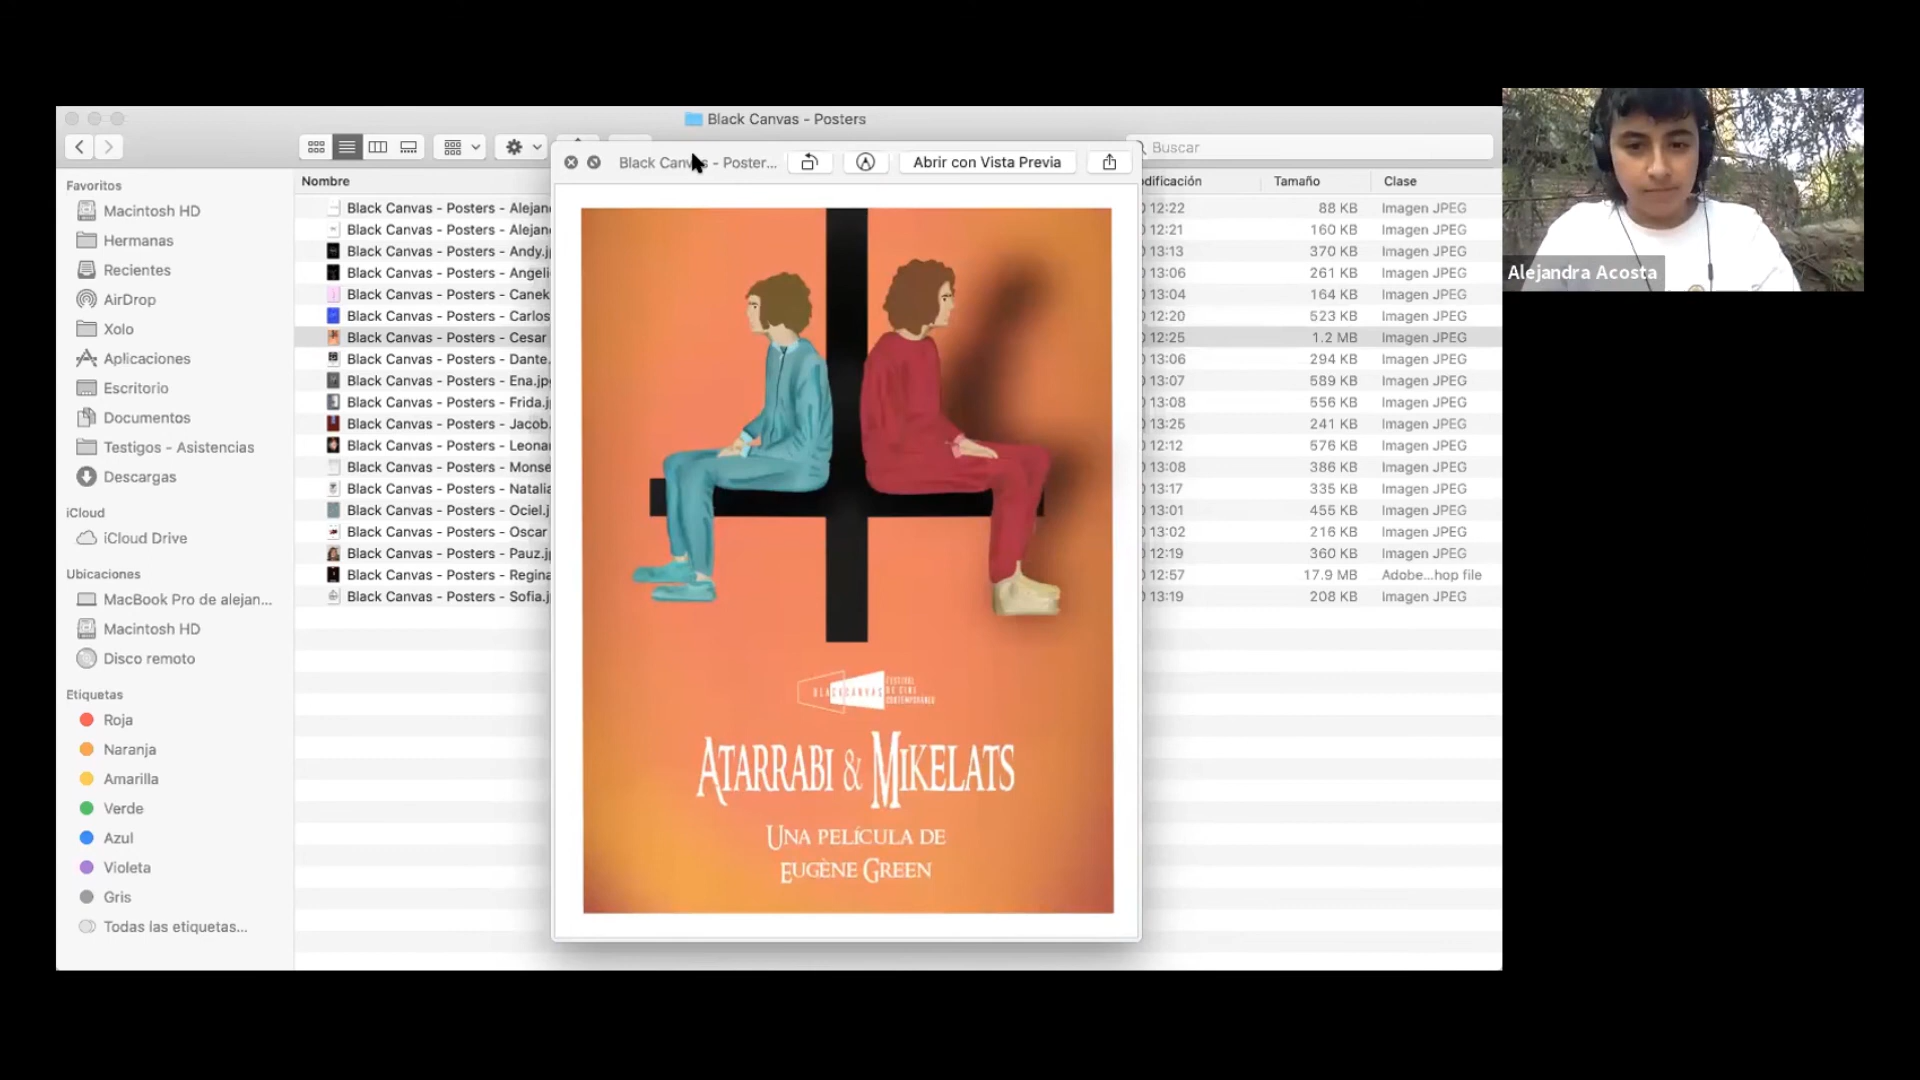 Black Canvas - Posters
Buscar
Black Canvas - Poster...
Abrir con Vista Previa
Favoritos
Macintosh HD
Hermanas
Recientes
AirDrop
Xolo
Aplicaciones
Escritorio
Documentos
Testigos - Asistencias
Descargas
iCloud
iCloud Drive
Ubicaciones
MacBook Pro de alejan...
Macintosh HD
Disco remoto
Etiquetas
Roja
Naranja
Amarilla
Verde
Azul
Violeta
Gris
Todas las etiquetas...
Nombre
dificación
Tamaño
Clase
Black Canvas - Posters - Alejan
12:22 88 KB Imagen JPEG
Black Canvas - Posters - Alejan
12:21 160 KB Imagen JPEG
Black Canvas - Posters - Andy.j
13:13 370 KB Imagen JPEG
Black Canvas - Posters - Angeli
13:06 261 KB Imagen JPEG
Black Canvas - Posters - Canek
13:04 164 KB Imagen JPEG
Black Canvas - Posters - Carlos
12:20 523 KB Imagen JPEG
Black Canvas - Posters - Cesar
12:25 1.2 MB Imagen JPEG
Black Canvas - Posters - Dante.
13:06 294 KB Imagen JPEG
Black Canvas - Posters - Ena.jp
13:07 589 KB Imagen JPEG
Black Canvas - Posters - Frida.j
13:08 556 KB Imagen JPEG
Black Canvas - Posters - Jacob.
13:25 241 KB Imagen JPEG
Black Canvas - Posters - Leonar
12:12 576 KB Imagen JPEG
Black Canvas - Posters - Monse
13:08 386 KB Imagen JPEG
Black Canvas - Posters - Natalia
13:17 335 KB Imagen JPEG
Black Canvas - Posters - Ociel.j
13:01 455 KB Imagen JPEG
Black Canvas - Posters - Oscar
13:02 216 KB Imagen JPEG
Black Canvas - Posters - Pauz.j
12:19 360 KB Imagen JPEG
Black Canvas - Posters - Regina
12:57 17.9 MB Adobe...hop file
Black Canvas - Posters - Sofia.j
13:19 208 KB Imagen JPEG
BLACKCANVAS
FESTIVAL
DE CINE
CONTEMPORÁNEO
ATARRABI & MIKELATS
UNA PELÍCULA DE
EUGÈNE GREEN
Alejandra Acosta